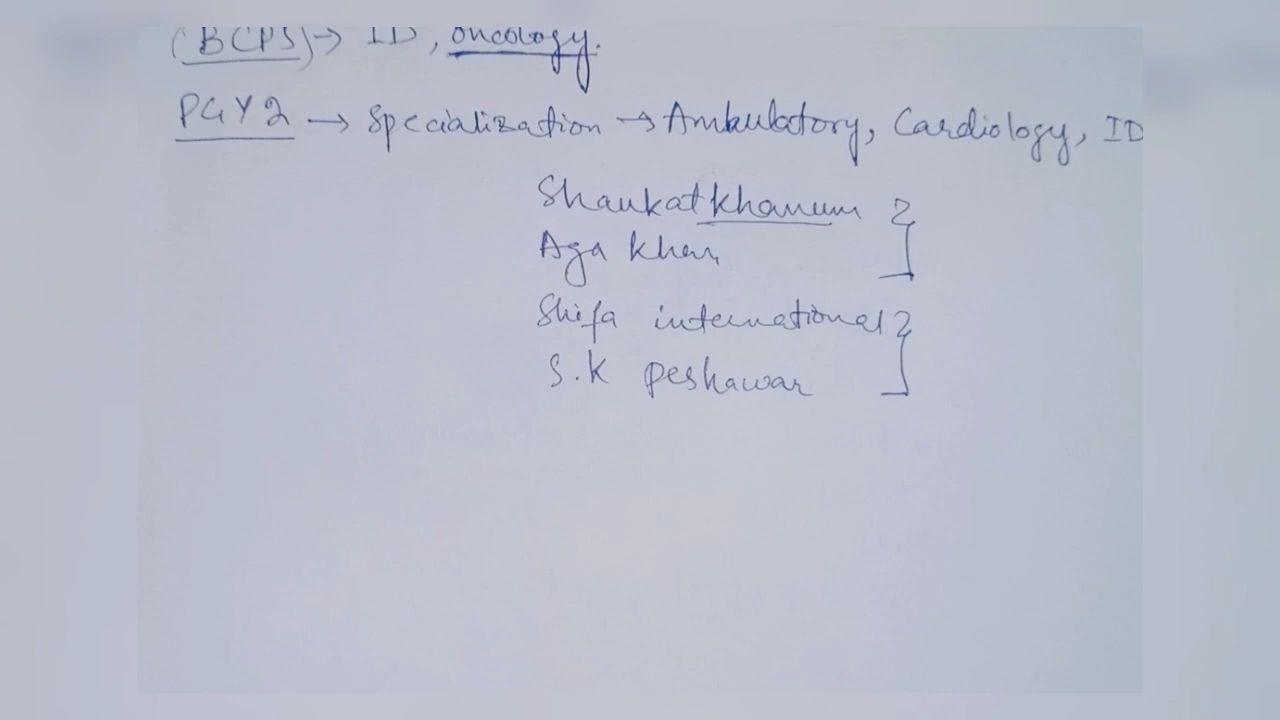 (BCPS) → ID, oncology.
PGY2 → Specialization → Ambulatory, Cardiology, ID
Shaukat khanum
Aga khan
Shifa international
S.K peshawar